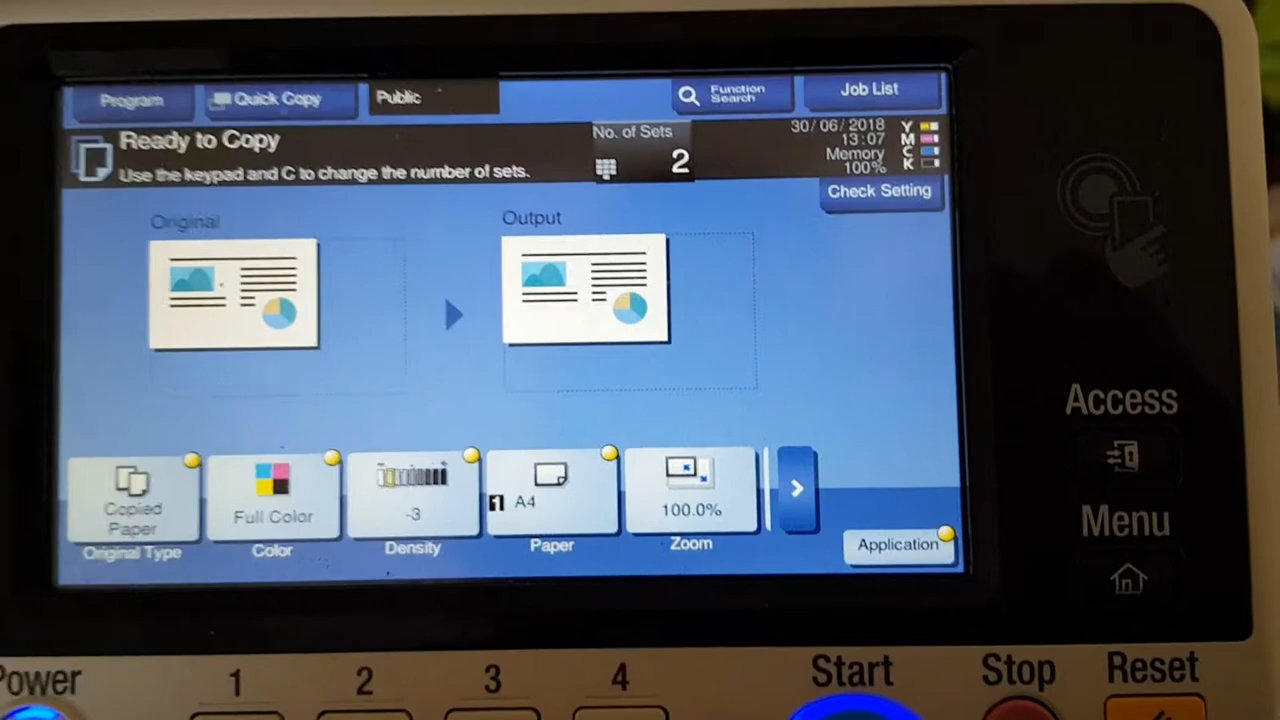 Program
Quick Copy
Public
Function
Search
Job List
Ready to Copy
Use the keypad and C to change the number of sets.
No. of Sets
2
30/06/2018
13:07
Memory
100%
Y
M
C
K
Check Setting
Original
Output
Copied
Paper
Original Type
Full Color
Color
-3
Density
1 A4
Paper
100.0%
Zoom
Application
Access
Menu
Power
1
2
3
4
Start
Stop
Reset